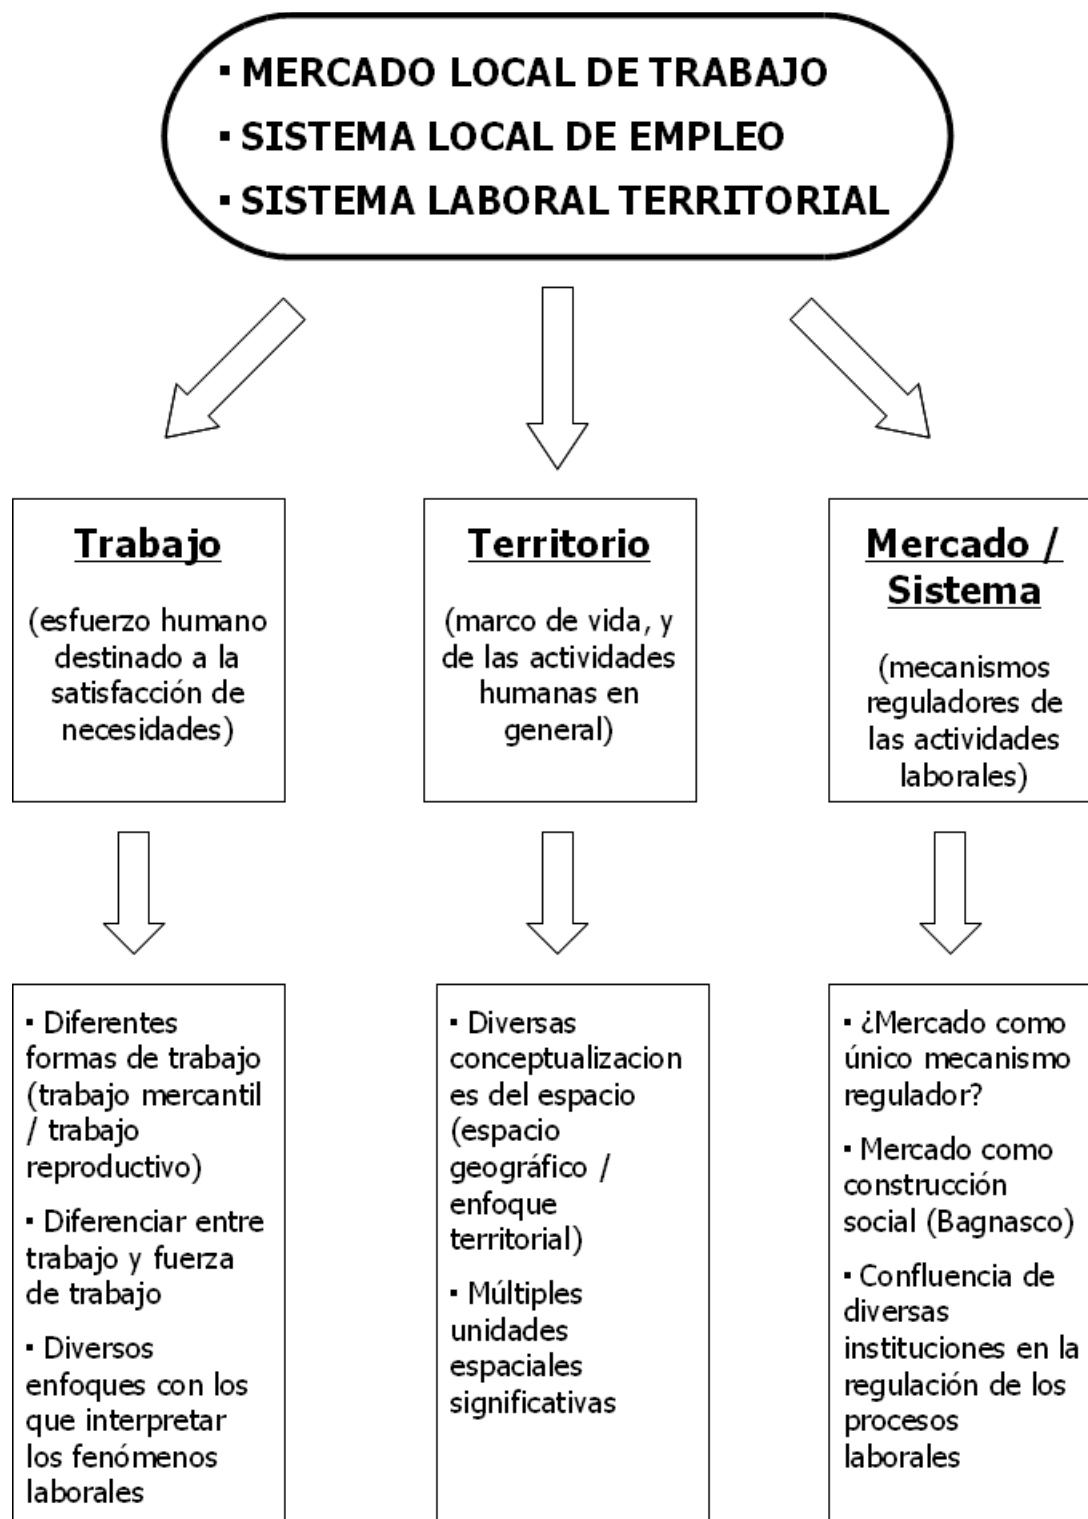 ▪ MERCADO LOCAL DE TRABAJO
▪ SISTEMA LOCAL DE EMPLEO
▪ SISTEMA LABORAL TERRITORIAL
Trabajo
(esfuerzo humano
destinado a la
satisfacción de
necesidades)
Territorio
(marco de vida, y
de las actividades
humanas en
general)
Mercado /
Sistema
(mecanismos
reguladores de
las actividades
laborales)
▪ Diferentes
formas de trabajo
(trabajo mercantil
/ trabajo
reproductivo)
▪ Diferenciar entre
trabajo y fuerza
de trabajo
▪ Diversos
enfoques con los
que interpretar
los fenómenos
laborales
▪ Diversas
conceptualizacion
es del espacio
(espacio
geográfico /
enfoque
territorial)
▪ Múltiples
unidades
espaciales
significativas
▪ ¿Mercado como
único mecanismo
regulador?
▪ Mercado como
construcción
social (Bagnasco)
▪ Confluencia de
diversas
instituciones en la
regulación de los
procesos
laborales